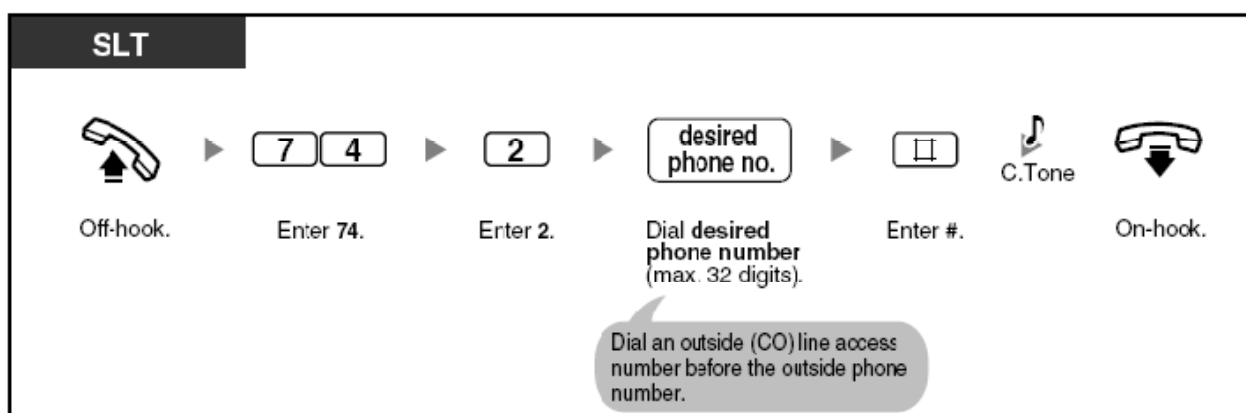 SLT
7 4
2
desired
phone no.
#
C.Tone
Off-hook.
Enter 74.
Enter 2.
Dial desired
phone number
(max. 32 digits).
Enter #.
On-hook.
Dial an outside (CO) line access
number before the outside phone
number.